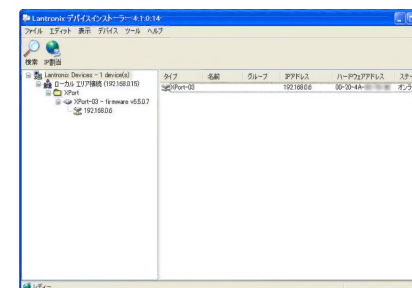 Lantronix デバイスインストーラー 4.1.0.14
ファイル エディット 表示 デバイス ツール ヘルプ
検索 IP割当
Lantronix Devices - 1 device(s)
ローカル エリア接続 (192.168.0.15)
XPort
XPort-03 - firmware v6.5.0.7
192.168.0.6
タイプ 名前 グループ IPアドレス ハードウェアアドレス ステー
XPort-03 192.168.0.6 00-20-4A- オンラ
レディー